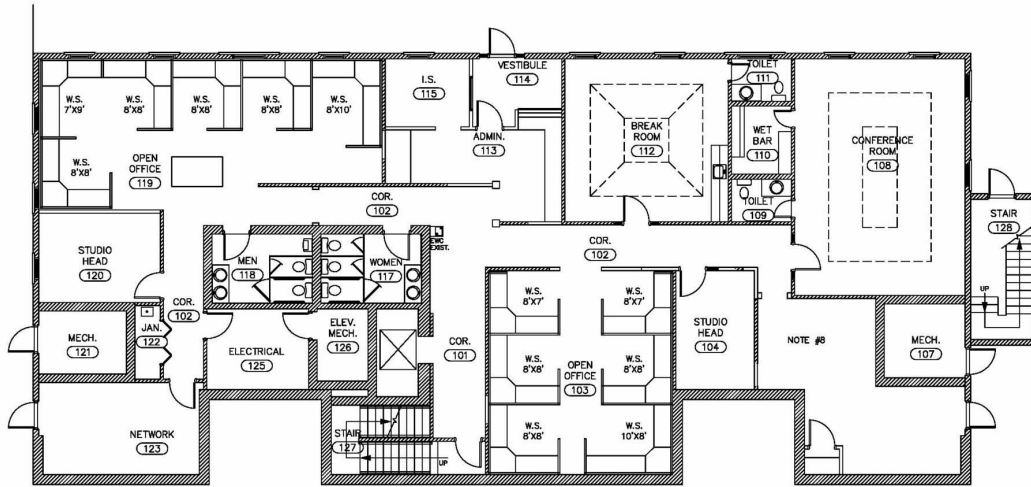 W.S.
7'X9'
W.S.
8'X8'
W.S.
8'X8'
W.S.
8'X8'
W.S.
8'X10'
W.S.
8'X8'
OPEN
OFFICE
119
I.S.
115
VESTIBULE
114
ADMIN.
113
BREAK
ROOM
112
TOILET
111
WET
BAR
110
TOILET
109
CONFERENCE
ROOM
108
STAIR
128
UP
COR.
102
EWC
EXIST.
STUDIO
HEAD
120
MEN
118
WOMEN
117
COR.
102
COR.
102
MECH.
121
JAN.
122
ELECTRICAL
125
ELEV.
MECH.
126
COR.
101
W.S.
8'X7'
W.S.
8'X7'
W.S.
8'X8'
W.S.
8'X8'
OPEN
OFFICE
103
W.S.
8'X8'
W.S.
10'X8'
STUDIO
HEAD
104
NOTE #8
MECH.
107
NETWORK
123
STAIR
127
UP